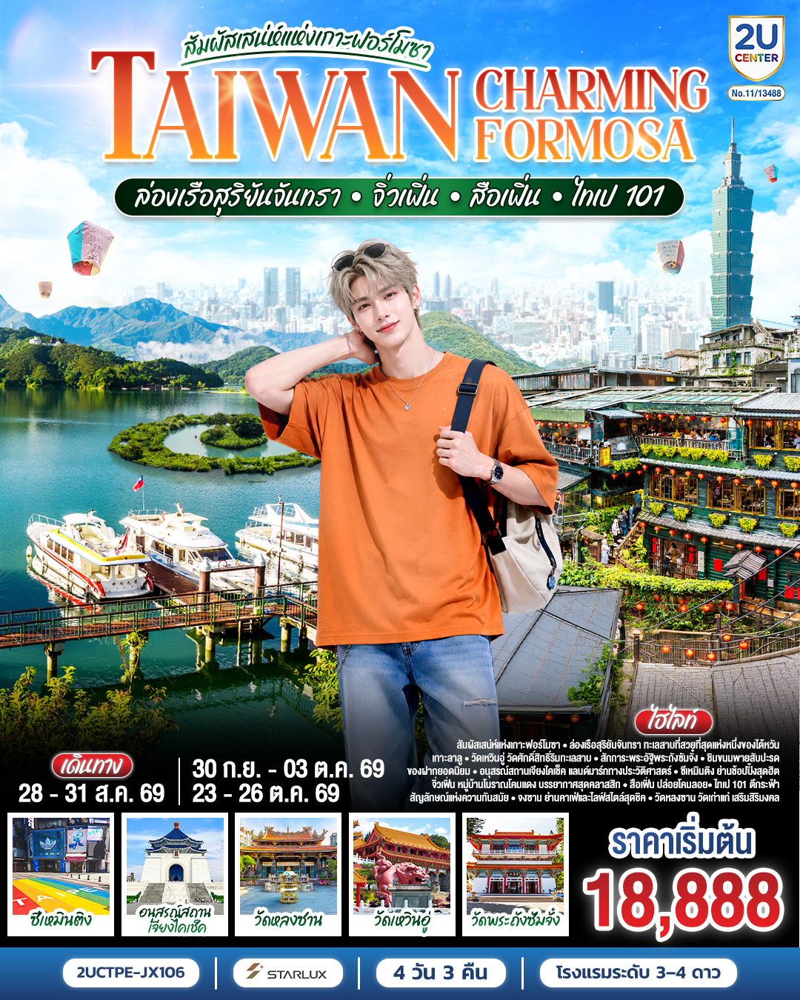 สัมผัสเสน่ห์แห่งเกาะฟอร์โมซา
TAIWAN CHARMING FORMOSA
2U CENTER
No.11/13488
ล่องเรือสุริยันจันทรา • จิ่วเฟิ่น • สือเฟิ่น • ไทเป 101
ไฮไลท์
สัมผัสเสน่ห์แห่งเกาะฟอร์โมซา • ล่องเรือสุริยันจันทรา ทะเลสาบที่สวยที่สุดแห่งหนึ่งของไต้หวัน
เกาะลาลู • วัดเหวินอู่ วัดศักดิ์สิทธิ์ริมทะเลสาบ • สักการะพระอัฐิพระถังซัมจั๋ง • ชิมขนมพายสับปะรด
ของฝากยอดนิยม • อนุสรณ์สถานเจียงไคเช็ค แลนด์มาร์กทางประวัติศาสตร์ • ซีเหมินติง ย่านช้อปปิ้งสุดฮิต
จิ่วเฟิ่น หมู่บ้านโบราณโคมแดง บรรยากาศสุดคลาสสิก • สือเฟิ่น ปล่อยโคมลอย • ไทเป 101 ตึกระฟ้า
สัญลักษณ์แห่งความทันสมัย • จงซาน ย่านคาเฟ่และไลฟ์สไตล์สุดชิค • วัดหลงซาน วัดเก่าแก่ เสริมสิริมงคล
เดินทาง
28 - 31 ส.ค. 69
30 ก.ย. - 03 ต.ค. 69
23 - 26 ต.ค. 69
TAIPE
ซีเหมินติง
อนุสรณ์สถาน
เจียงไคเช็ค
วัดหลงซาน
วัดเหวินอู่
วัดพระถังซัมจั๋ง
ราคาเริ่มต้น
18,888
2UCTPE-JX106
STARLUX
4 วัน 3 คืน
โรงแรมระดับ 3-4 ดาว